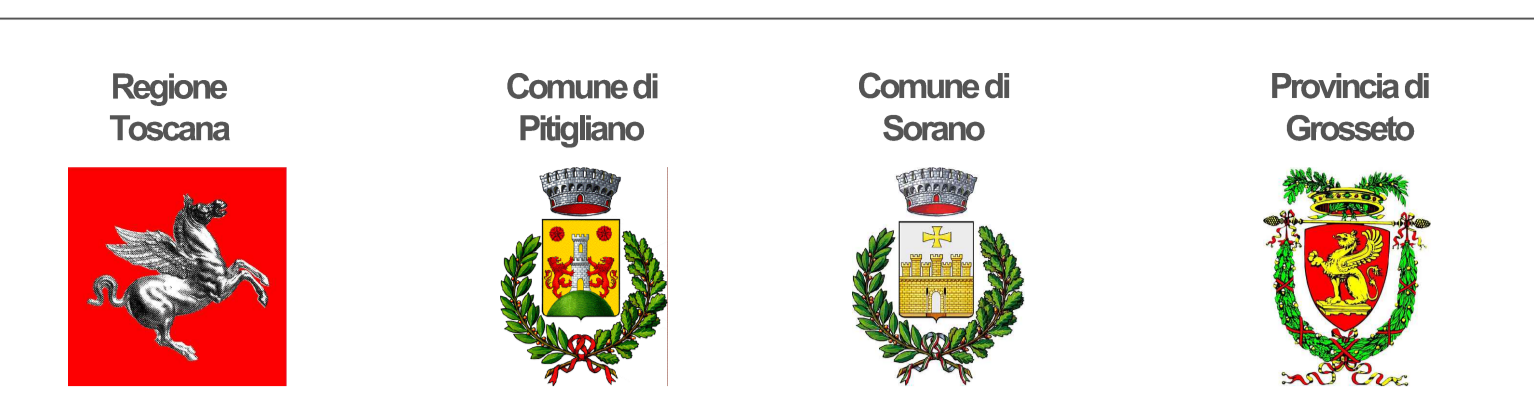 Regione
Toscana
Comune di
Pitigliano
Comune di
Sorano
Provincia di
Grosseto